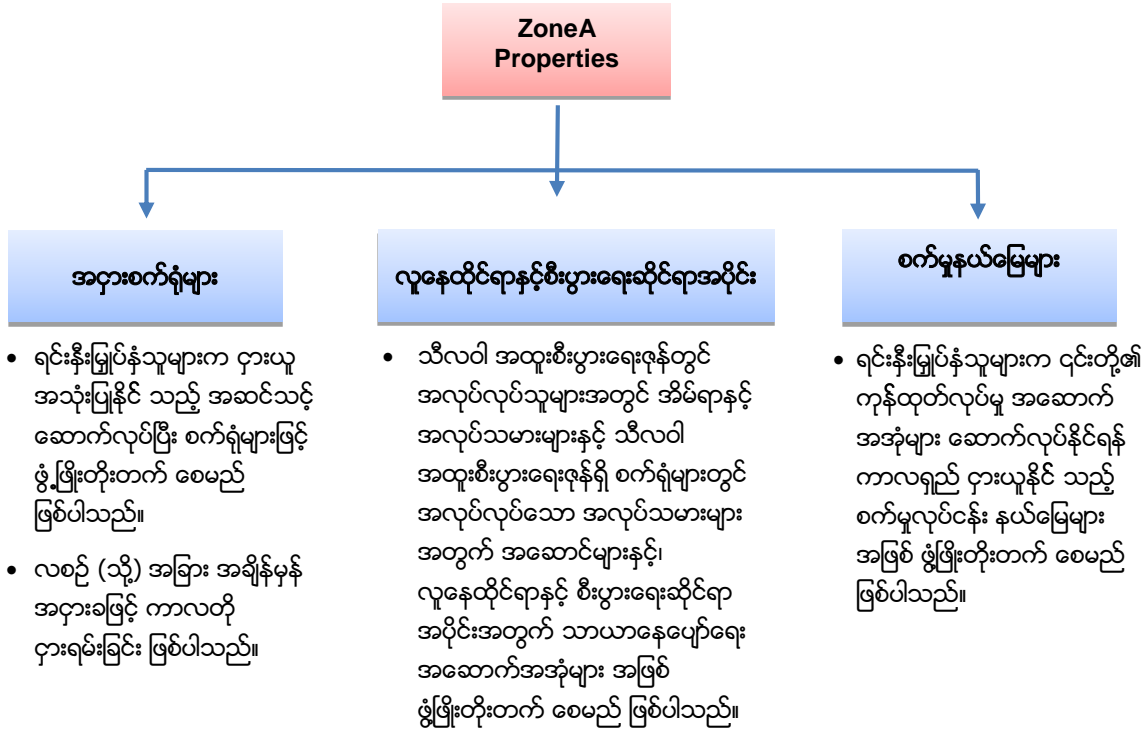 ZoneA
Properties
အငှားစက်ရုံများ
• ရင်းနှီးမြှုပ်နှံသူများက ငှားယူ
အသုံးပြုနိုင် သည့် အဆင်သင့်
ဆောက်လုပ်ပြီး စက်ရုံများဖြင့်
ဖွံ့ဖြိုးတိုးတက် စေမည်
ဖြစ်ပါသည်။
• လစဉ် (သို့) အခြား အချိန်မှန်
အငှားခဖြင့် ကာလတို
ငှားရမ်းခြင်း ဖြစ်ပါသည်။
လူနေထိုင်ရာနှင့်စီးပွားရေးဆိုင်ရာအပိုင်း
• သီလဝါ အထူးစီးပွားရေးဇုန်တွင်
အလုပ်လုပ်သူများအတွင် အိမ်ရာနှင့်
အလုပ်သမားများနှင့် သီလဝါ
အထူးစီးပွားရေးဇုန်ရှိ စက်ရုံများတွင်
အလုပ်လုပ်သော အလုပ်သမားများ
အတွက် အဆောင်များနှင့်၊
လူနေထိုင်ရာနှင့် စီးပွားရေးဆိုင်ရာ
အပိုင်းအတွက် သာယာနေပျော်ရေး
အဆောက်အအုံများ အဖြစ်
ဖွံ့ဖြိုးတိုးတက် စေမည် ဖြစ်ပါသည်။
စက်မှုနယ်မြေများ
• ရင်းနှီးမြှုပ်နှံသူများက ၎င်းတို့၏
ကုန်ထုတ်လုပ်မှု အဆောက်
အအုံများ ဆောက်လုပ်နိုင်ရန်
ကာလရှည် ငှားယူနိုင် သည့်
စက်မှုလုပ်ငန်း နယ်မြေများ
အဖြစ် ဖွံ့ဖြိုးတိုးတက် စေမည်
ဖြစ်ပါသည်။